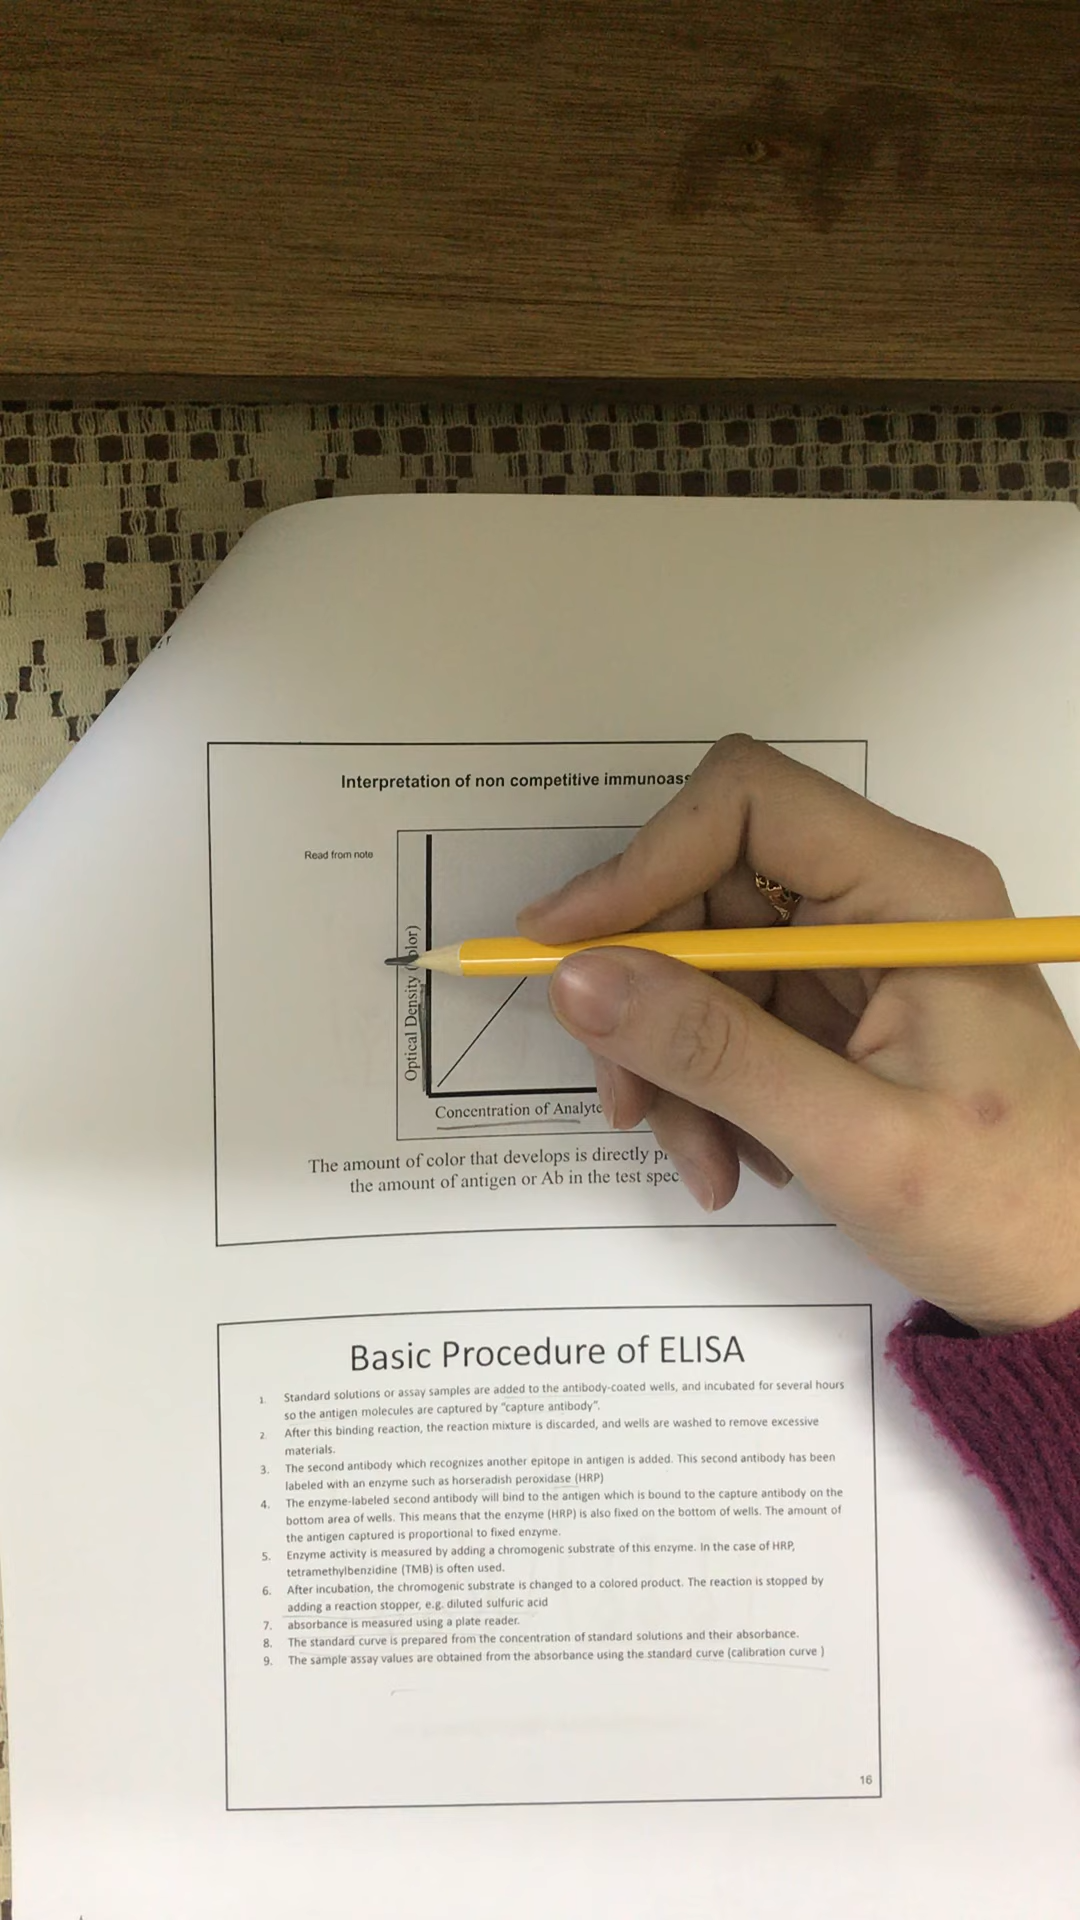 Interpretation of non competitive immunoass
Read from note
Optical Density
Concentration of Analyte
The amount of color that develops is directly
the amount of antigen or Ab in the test
Basic Procedure of ELISA
1. Standard solutions or assay samples are added to the antibody-coated wells, and incubated for several hours
so the antigen molecules are captured by "capture antibody".
2. After this binding reaction, the reaction mixture is discarded, and wells are washed to remove excessive
materials.
3. The second antibody which recognizes another epitope in antigen is added. This second antibody has been
labeled with an enzyme such as horseradish peroxidase (HRP)
4. The enzyme-labeled second antibody will bind to the antigen which is bound to the capture antibody on the
bottom area of wells. This means that the enzyme (HRP) is also fixed on the bottom of wells. The amount of
the antigen captured is proportional to fixed enzyme.
5. Enzyme activity is measured by adding a chromogenic substrate of this enzyme. In the case of HRP,
tetramethylbenzidine (TMB) is often used.
6. After incubation, the chromogenic substrate is changed to a colored product. The reaction is stopped by
adding a reaction stopper, e.g. diluted sulfuric acid
7. absorbance is measured using a plate reader.
8. The standard curve is prepared from the concentration of standard solutions and their absorbance.
9. The sample assay values are obtained from the absorbance using the standard curve (calibration curve )
16